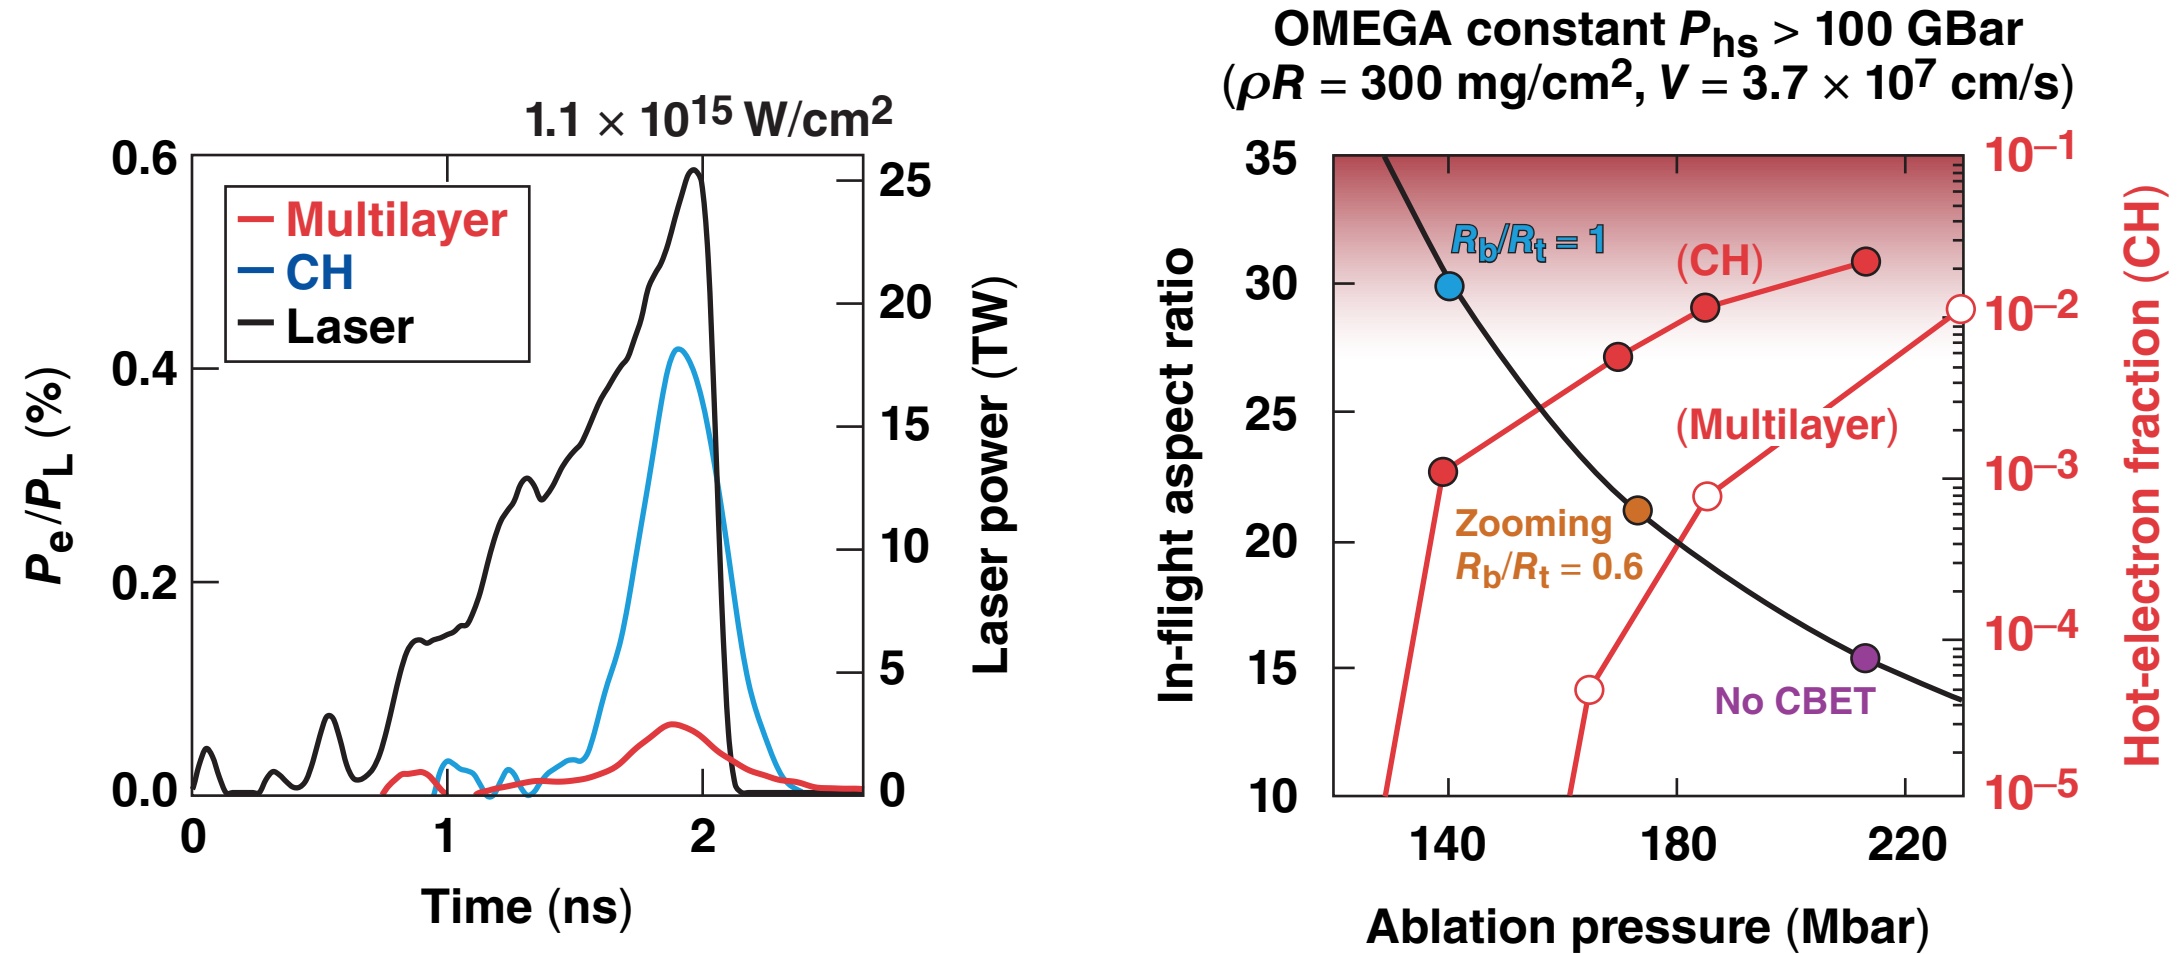 1.1 × 10¹⁵ W/cm²
0.6
0.4
0.2
0.0
Pₑ/P_L (%)
Multilayer
CH
Laser
25
20
15
10
5
0
Laser power (TW)
0 1 2
Time (ns)
OMEGA constant P_hs > 100 GBar
(ρR = 300 mg/cm², V = 3.7 × 10⁷ cm/s)
35
30
25
20
15
10
In-flight aspect ratio
R_b/R_t = 1
(CH)
(Multilayer)
Zooming
R_b/R_t = 0.6
No CBET
10⁻¹
10⁻²
10⁻³
10⁻⁴
10⁻⁵
Hot-electron fraction (CH)
140 180 220
Ablation pressure (Mbar)